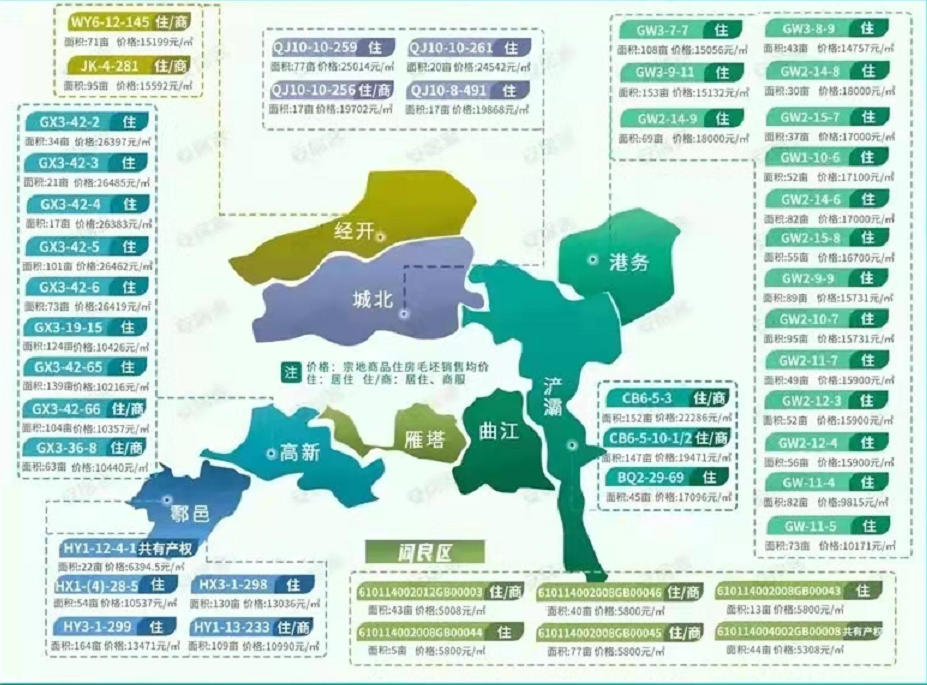 WY6-12-145 住/商
面积:71亩 价格:15199元/㎡
JK-4-281 住/商
面积:95亩 价格:15592元/㎡
GX3-42-2 住
面积:34亩 价格:26397元/㎡
GX3-42-3 住
面积:21亩 价格:26485元/㎡
GX3-42-4 住
面积:17亩 价格:26383元/㎡
GX3-42-5 住
面积:101亩 价格:26462元/㎡
GX3-42-6 住
面积:73亩 价格:26419元/㎡
GX3-19-15 住
面积:124亩价格:10426元/㎡
GX3-42-65 住
面积:139亩价格:10216元/㎡
GX3-42-66 住/商
面积:104亩 价格:10357元/㎡
GX3-36-8 住/商
面积:63亩 价格:10440元/㎡
QJ10-10-259 住
面积:77亩 价格:25014元/㎡
QJ10-10-261 住
面积:20亩 价格:24542元/㎡
QJ10-10-256 住/商
面积:17亩 价格:19702元/㎡
QJ10-8-491 住
面积:17亩 价格:19868元/㎡
GW3-7-7 住
面积:108亩 价格:15056元/㎡
GW3-9-11 住
面积:153亩 价格:15132元/㎡
GW2-14-9 住
面积:69亩 价格:18000元/㎡
GW3-8-9 住
面积:43亩 价格:14757元/㎡
GW2-14-8 住
面积:30亩 价格:18000元/㎡
GW2-15-7 住
面积:37亩 价格:17000元/㎡
GW1-10-6 住
面积:52亩 价格:17100元/㎡
GW2-14-6 住
面积:82亩 价格:17000元/㎡
GW2-15-8 住
面积:55亩 价格:16700元/㎡
GW2-9-9 住
面积:89亩 价格:15731元/㎡
GW2-10-7 住
面积:95亩 价格:15731元/㎡
GW2-11-7 住
面积:49亩 价格:15900元/㎡
GW2-12-3 住
面积:52亩 价格:15900元/㎡
GW2-12-4 住
面积:56亩 价格:15900元/㎡
GW-11-4 住
面积:82亩 价格:9815元/㎡
GW-11-5 住
面积:73亩 价格:10171元/㎡
经开
城北
港务
浐灞
高新
雁塔
曲江
鄠邑
注 价格：宗地商品住房毛坯销售均价
住：居住 住/商：居住、商服
CB6-5-3 住/商
面积:152亩 价格:22286元/㎡
CB6-5-10-1/2 住/商
面积:147亩 价格:19471元/㎡
BQ2-29-69 住
面积:45亩 价格:17096元/㎡
HY1-12-4-1共有产权
面积:22亩 价格:6394.5元/㎡
HX1-(4)-28-5 住
面积:54亩 价格:10537元/㎡
HX3-1-298 住
面积:130亩 价格:13036元/㎡
HY3-1-299 住
面积:164亩 价格:13471元/㎡
HY1-13-233 住/商
面积:109亩 价格:10990元/㎡
阎良区
610114002012GB00003 住/商
面积:43亩 价格:5008元/㎡
610114002008GB00046 住/商
面积:40亩 价格:5800元/㎡
610114002008GB00043 住
面积:13亩 价格:5800元/㎡
610114002008GB00044 住
面积:5亩 价格:5800元/㎡
610114002008GB00045 住/商
面积:77亩 价格:5800元/㎡
610114004002GB00008 共有产权
面积:44亩 价格:5308元/㎡